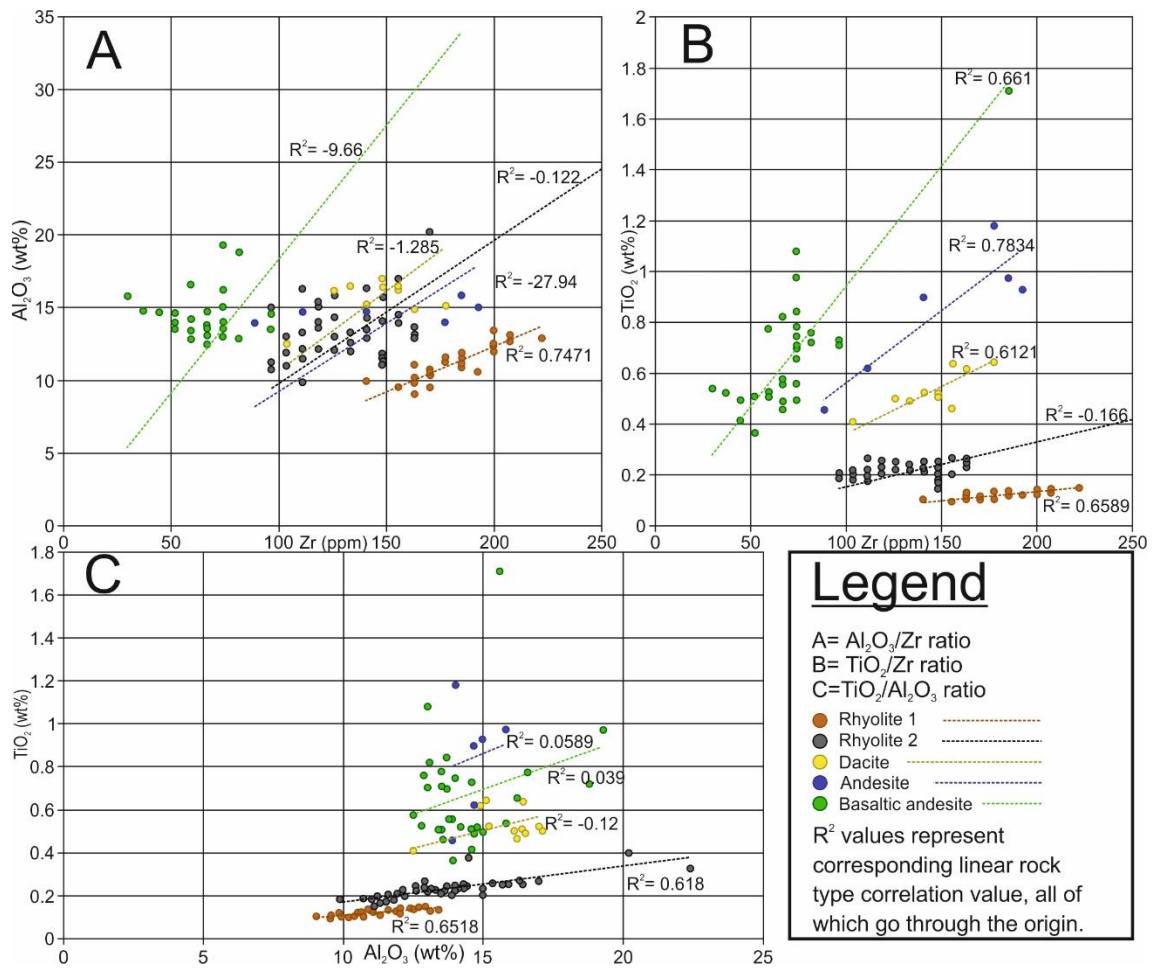 A
35
30
25
20
15
10
5
0
Al₂O₃ (wt%)
R²= -9.66
R²= -0.122
R²= -1.285
R²= -27.94
R²= 0.7471
50
100 Zr (ppm) 150
200
250
B
2
1.8
1.6
1.4
1.2
1
0.8
0.6
0.4
0.2
0
TiO₂ (wt%)
R²= 0.661
R²= 0.7834
R²= 0.6121
R²= -0.166
R²= 0.6589
0
50
100 Zr (ppm) 150
200
250
C
1.8
1.6
1.4
1.2
1
0.8
0.6
0.4
0.2
0
TiO₂ (wt%)
R²= 0.0589
R²= 0.039
R²= -0.12
R²= 0.618
R²= 0.6518
10 Al₂O₃ (wt%) 15
20
25
Legend
A= Al₂O₃/Zr ratio
B= TiO₂/Zr ratio
C=TiO₂/Al₂O₃ ratio
Rhyolite 1
Rhyolite 2
Dacite
Andesite
Basaltic andesite
R² values represent
corresponding linear rock
type correlation value, all of
which go through the origin.